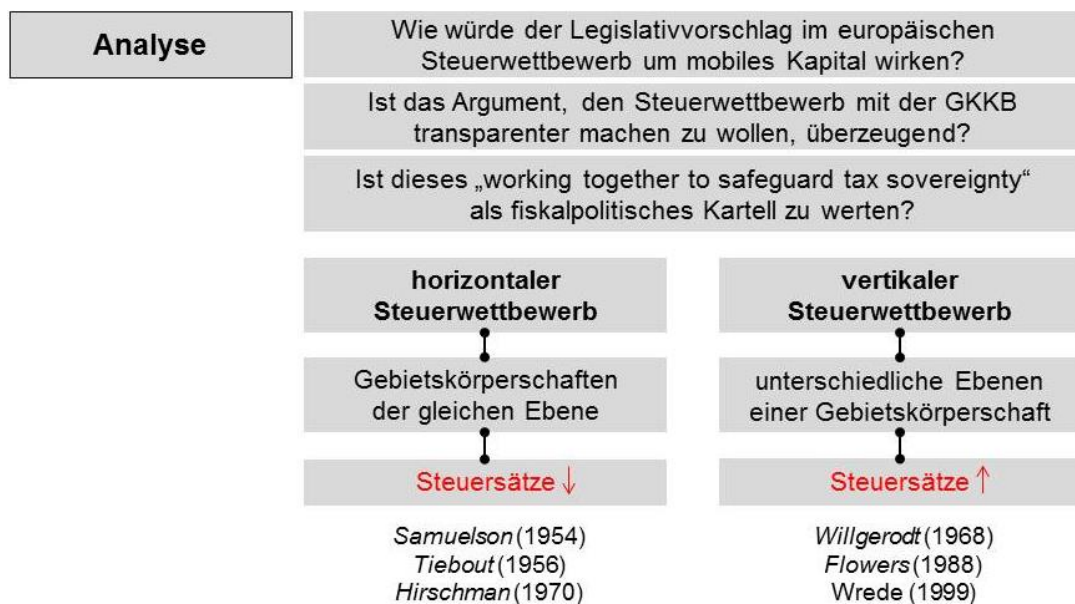 Analyse
Wie würde der Legislativvorschlag im europäischen
Steuerwettbewerb um mobiles Kapital wirken?
Ist das Argument, den Steuerwettbewerb mit der GKKB
transparenter machen zu wollen, überzeugend?
Ist dieses „working together to safeguard tax sovereignty“
als fiskalpolitisches Kartell zu werten?
horizontaler
Steuerwettbewerb
Gebietskörperschaften
der gleichen Ebene
Steuersätze ↓
Samuelson (1954)
Tiebout (1956)
Hirschman (1970)
vertikaler
Steuerwettbewerb
unterschiedliche Ebenen
einer Gebietskörperschaft
Steuersätze ↑
Willgerodt (1968)
Flowers (1988)
Wrede (1999)